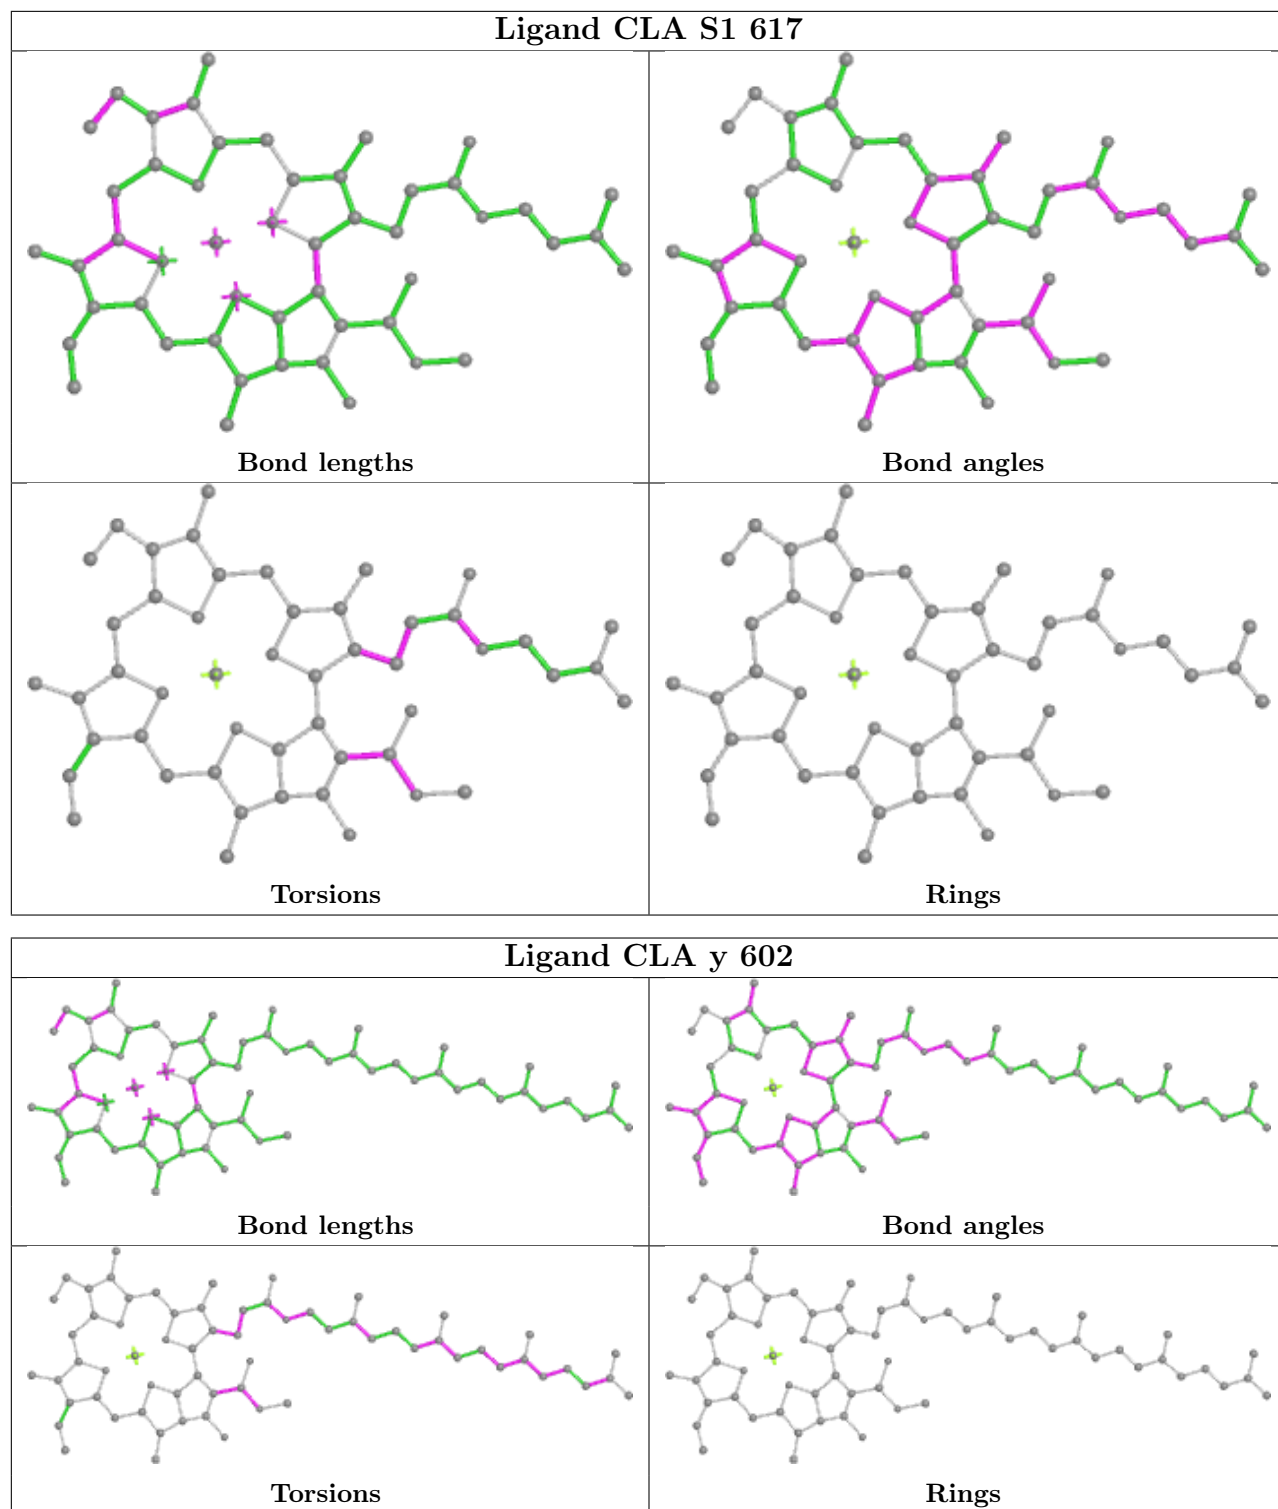 Ligand CLA S1 617
Bond lengths
Bond angles
Torsions
Rings
Ligand CLA y 602
Bond lengths
Bond angles
Torsions
Rings